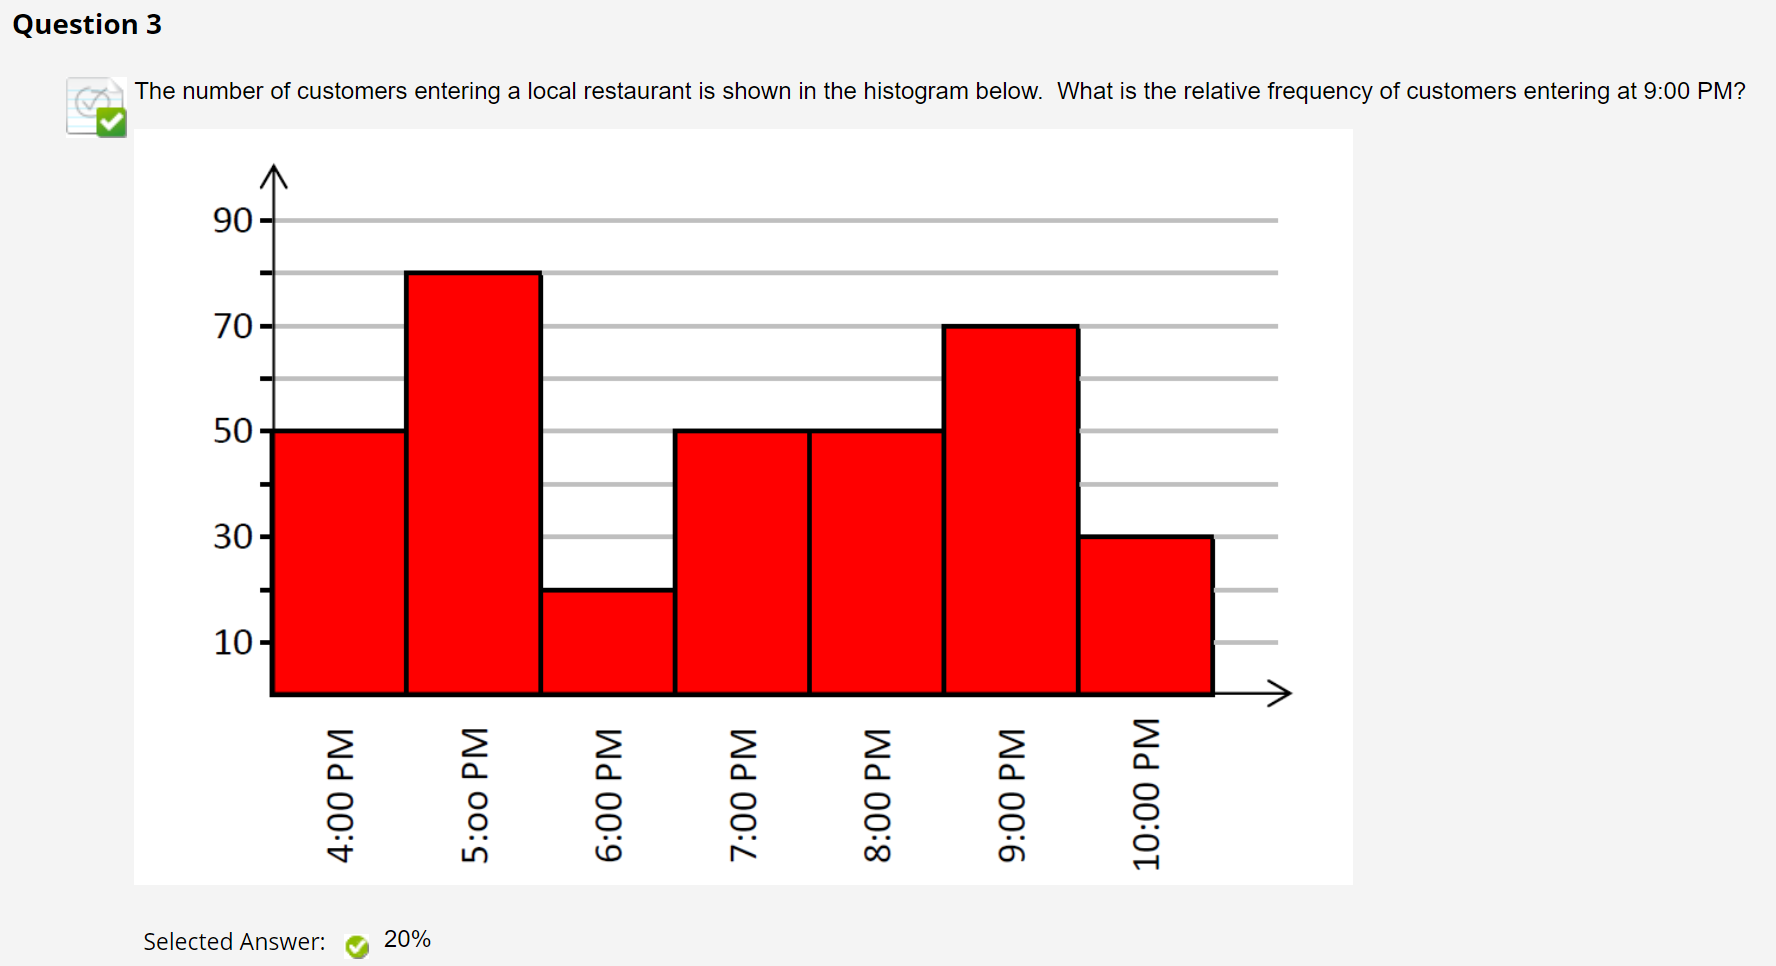 Question 3
The number of customers entering a local restaurant is shown in the histogram below.  What is the relative frequency of customers entering at 9:00 PM?
90
70
50
30
10
4:00 PM
5:oo PM
6:00 PM
7:00 PM
8:00 PM
9:00 PM
10:00 PM
Selected Answer: 20%